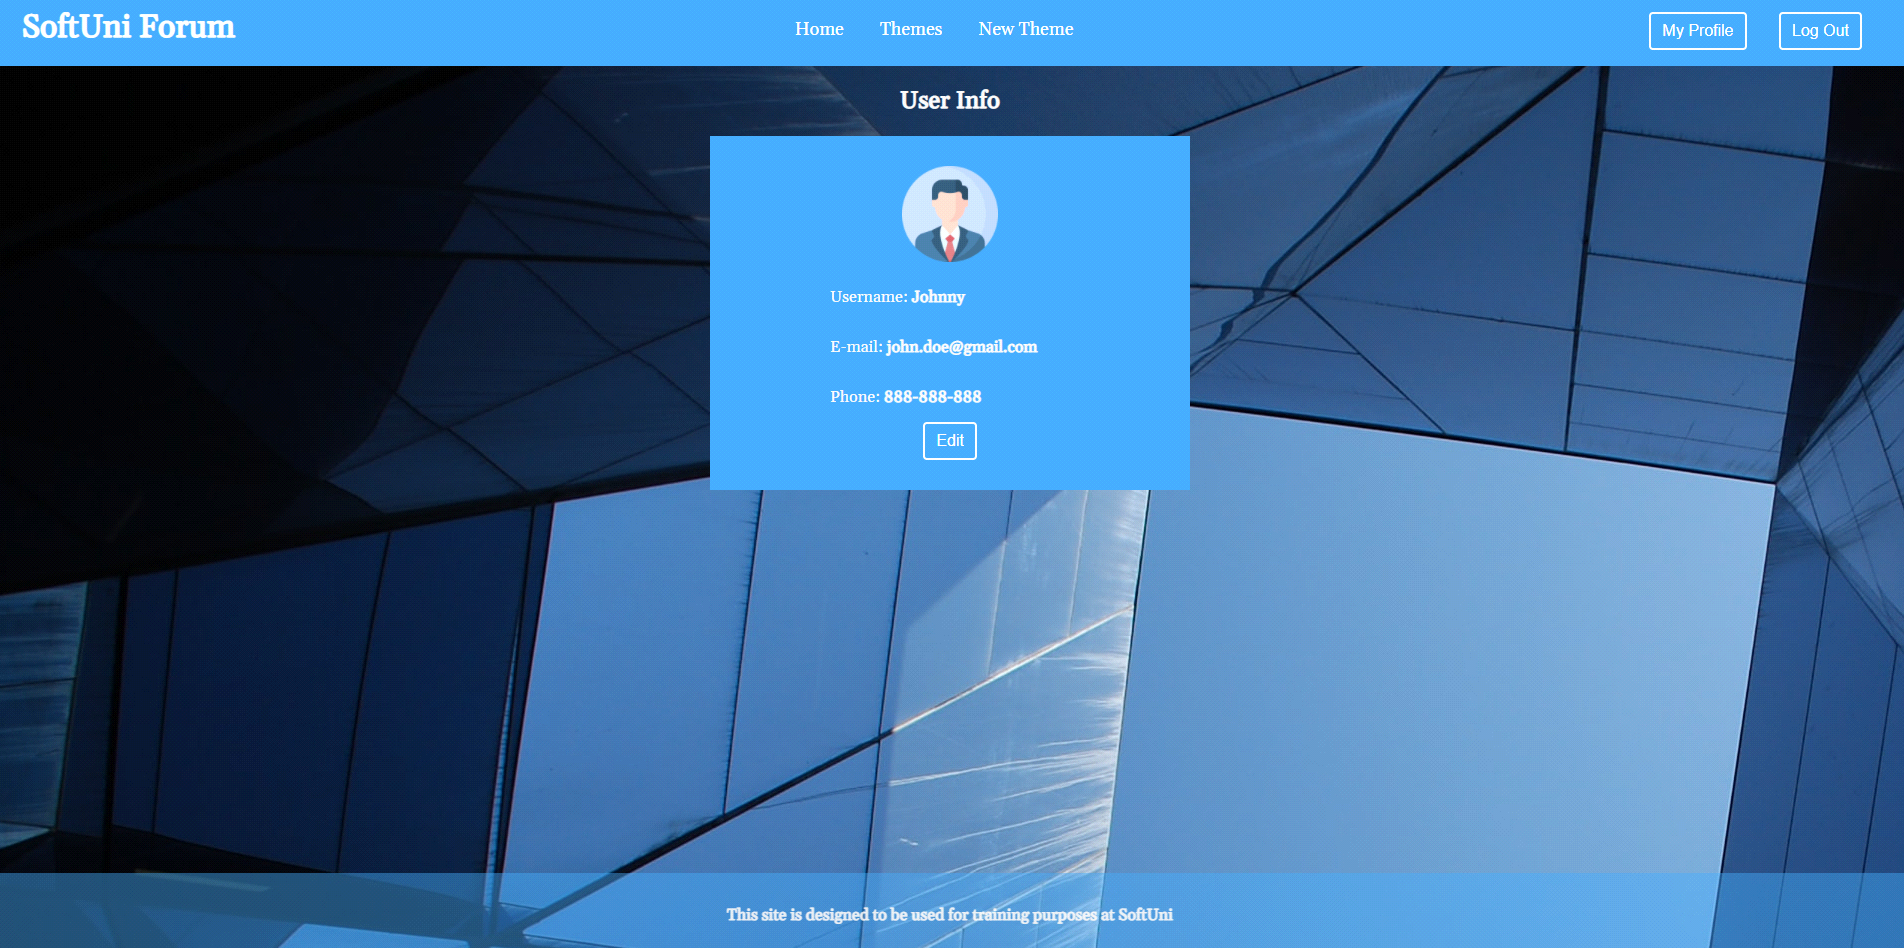 SoftUni Forum
Home Themes New Theme
My Profile Log Out
User Info
Username: Johnny
E-mail: john.doe@gmail.com
Phone: 888-888-888
Edit
This site is designed to be used for training purposes at SoftUni